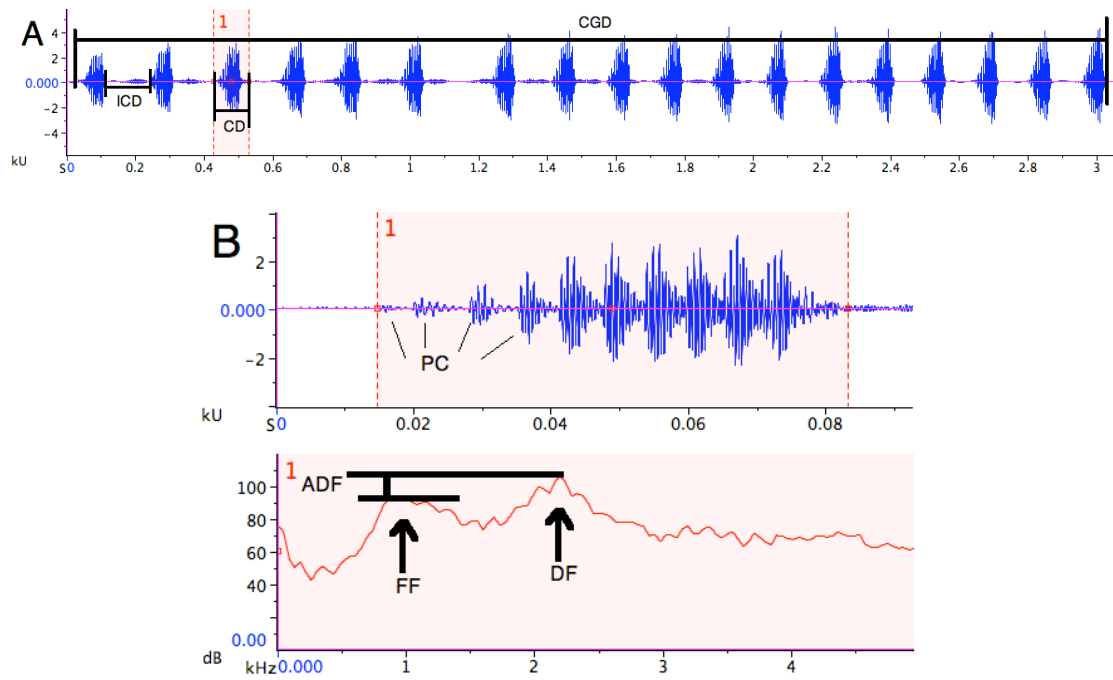 A
CGD
1
4
2
0.000
-2
-4
ICD
CD
kU
S0 0.2 0.4 0.6 0.8 1 1.2 1.4 1.6 1.8 2 2.2 2.4 2.6 2.8 3
B
1
2
0.000
-2
PC
kU
S0 0.02 0.04 0.06 0.08
1
ADF
100
80
60
40
0.00
FF
DF
dB
kHz0.000 1 2 3 4